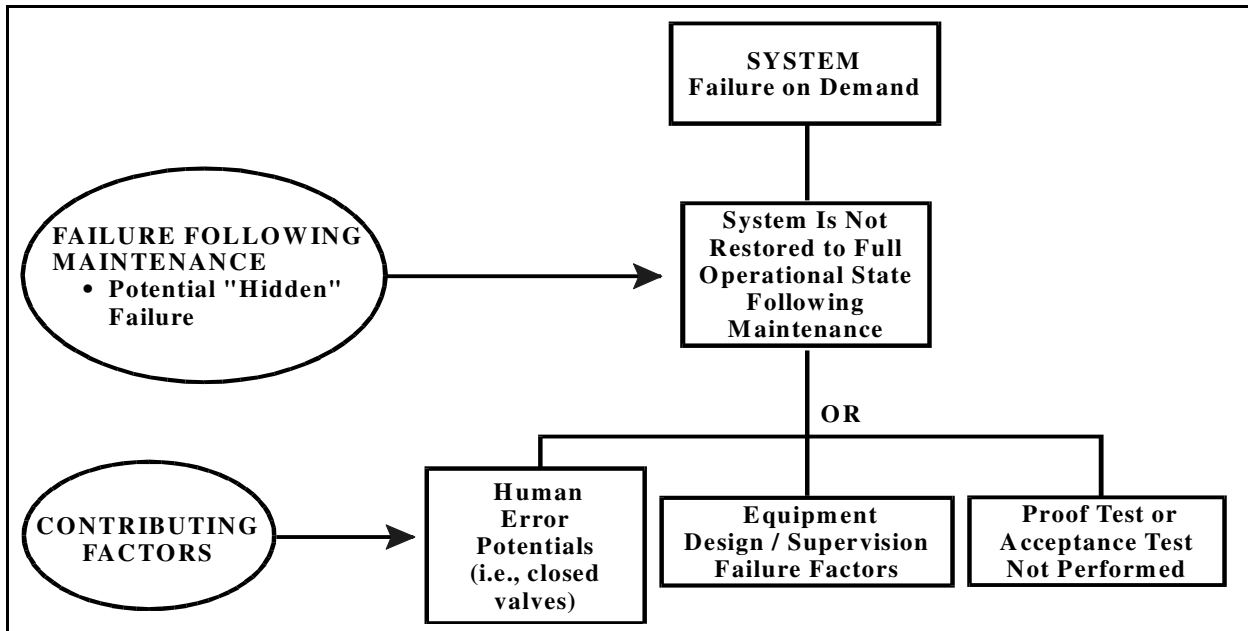 SYSTEM
Failure on Demand
FAILURE FOLLOWING
MAINTENANCE
• Potential "Hidden"
Failure
System Is Not
Restored to Full
Operational State
Following
Maintenance
OR
CONTRIBUTING
FACTORS
Human
Error
Potentials
(i.e., closed
valves)
Equipment
Design / Supervision
Failure Factors
Proof Test or
Acceptance Test
Not Performed